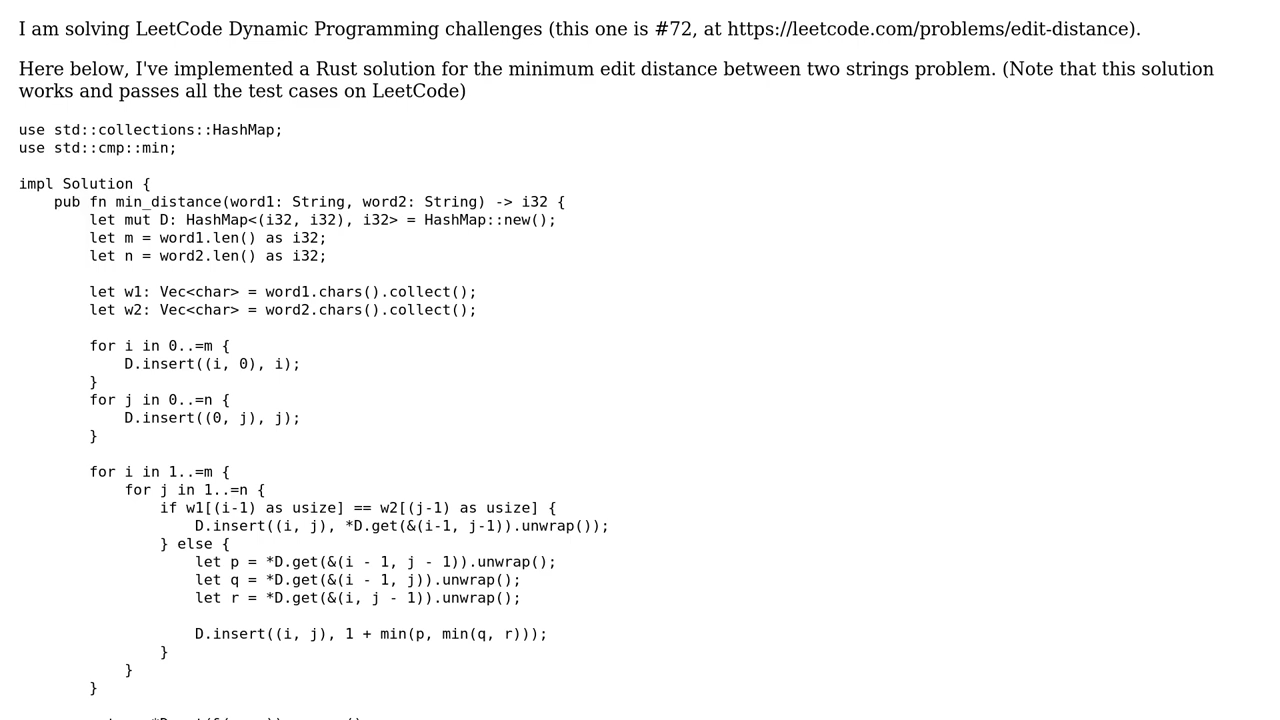 I am solving LeetCode Dynamic Programming challenges (this one is #72, at https://leetcode.com/problems/edit-distance).
Here below, I've implemented a Rust solution for the minimum edit distance between two strings problem. (Note that this solution
works and passes all the test cases on LeetCode)
use std::collections::HashMap;
use std::cmp::min;
impl Solution {
    pub fn min_distance(word1: String, word2: String) -> i32 {
        let mut D: HashMap<(i32, i32), i32> = HashMap::new();
        let m = word1.len() as i32;
        let n = word2.len() as i32;
        let w1: Vec<char> = word1.chars().collect();
        let w2: Vec<char> = word2.chars().collect();
        for i in 0..=m {
            D.insert((i, 0), i);
        }
        for j in 0..=n {
            D.insert((0, j), j);
        }
        for i in 1..=m {
            for j in 1..=n {
                if w1[(i-1) as usize] == w2[(j-1) as usize] {
                    D.insert((i, j), *D.get(&(i-1, j-1)).unwrap());
                } else {
                    let p = *D.get(&(i - 1, j - 1)).unwrap();
                    let q = *D.get(&(i - 1, j)).unwrap();
                    let r = *D.get(&(i, j - 1)).unwrap();
                    D.insert((i, j), 1 + min(p, min(q, r)));
                }
            }
        }